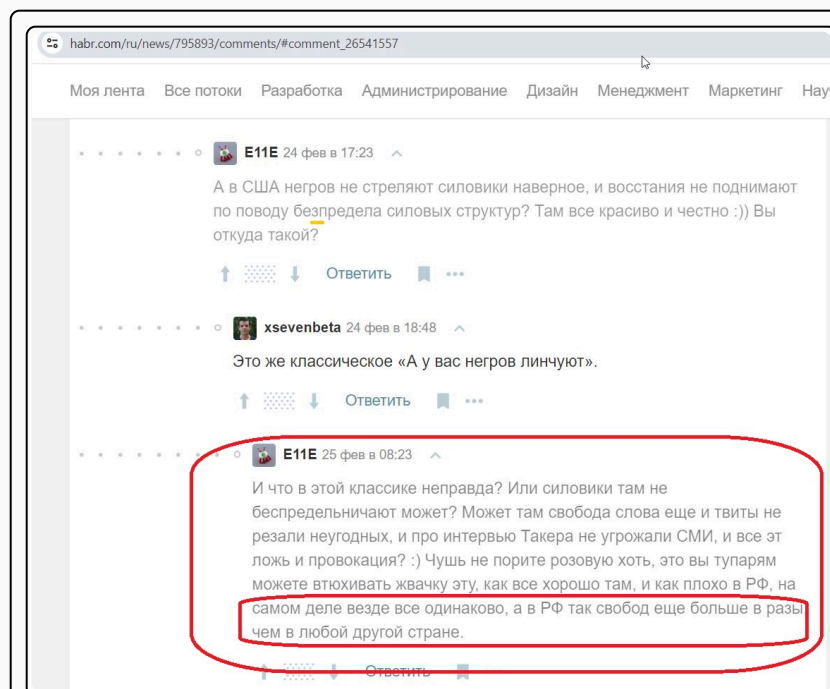 habr.com/ru/news/795893/comments/#comment_26541557
Моя лента Все потоки Разработка Администрирование Дизайн Менеджмент Маркетинг
E11E 24 фев в 17:23
А в США негров не стреляют силовики наверное, и восстания не поднимают
по поводу безпредела силовых структур? Там все красиво и честно :)) Вы
откуда такой?
Ответить
xsevenbeta 24 фев в 18:48
Это же классическое «А у вас негров линчуют».
Ответить
E11E 25 фев в 08:23
И что в этой классике неправда? Или силовики там не
беспредельничают может? Может там свобода слова еще и твиты не
резали неугодных, и про интервью Такера не угрожали СМИ, и все эт
ложь и провокация? :) Чушь не порите розовую хоть, это вы тупарям
можете втюхивать жвачку эту, как все хорошо там, и как плохо в РФ, на
самом деле везде все одинаково, а в РФ так свобод еще больше в разы
чем в любой другой стране.
Ответить